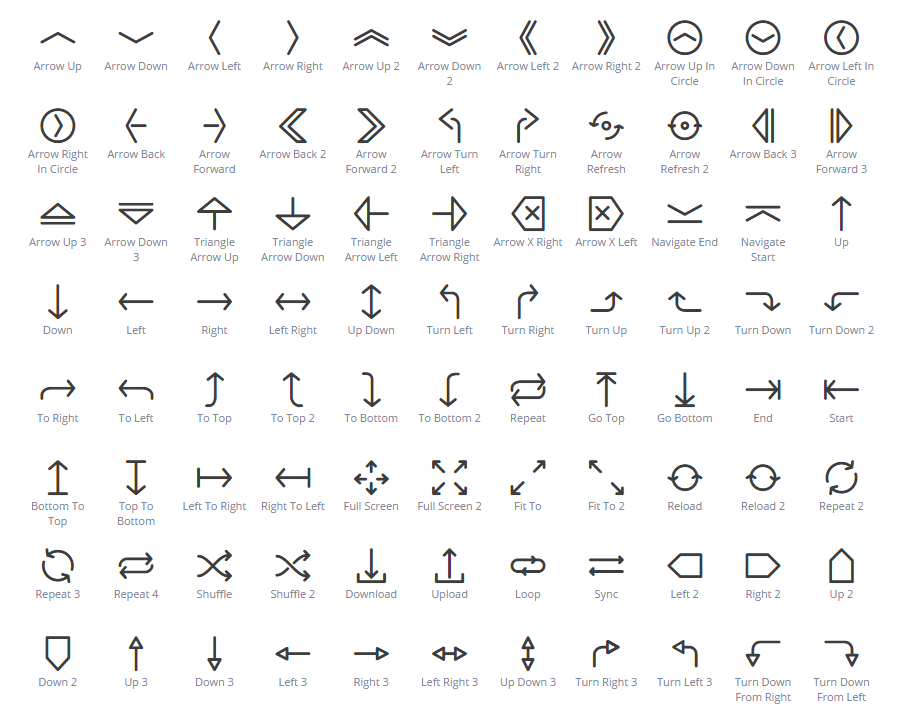 Arrow Up Arrow Down Arrow Left Arrow Right Arrow Up 2 Arrow Down Arrow Left 2 Arrow Right 2 Arrow Up In Arrow Down Arrow Left In
2 Circle In Circle Circle
Arrow Right Arrow Back Arrow Arrow Back 2 Arrow Arrow Turn Arrow Turn Arrow Arrow Arrow Back 3 Arrow
In Circle Forward Forward 2 Left Right Refresh Refresh 2 Forward 3
Arrow Up 3 Arrow Down Triangle Triangle Triangle Triangle Arrow X Right Arrow X Left Navigate End Navigate Up
3 Arrow Up Arrow Down Arrow Left Arrow Right Start
Down Left Right Left Right Up Down Turn Left Turn Right Turn Up Turn Up 2 Turn Down Turn Down 2
To Right To Left To Top To Top 2 To Bottom To Bottom 2 Repeat Go Top Go Bottom End Start
Bottom To Top To Left To Right Right To Left Full Screen Full Screen 2 Fit To Fit To 2 Reload Reload 2 Repeat 2
Top Bottom
Repeat 3 Repeat 4 Shuffle Shuffle 2 Download Upload Loop Sync Left 2 Right 2 Up 2
Down 2 Up 3 Down 3 Left 3 Right 3 Left Right 3 Up Down 3 Turn Right 3 Turn Left 3 Turn Down Turn Down
From Right From Left